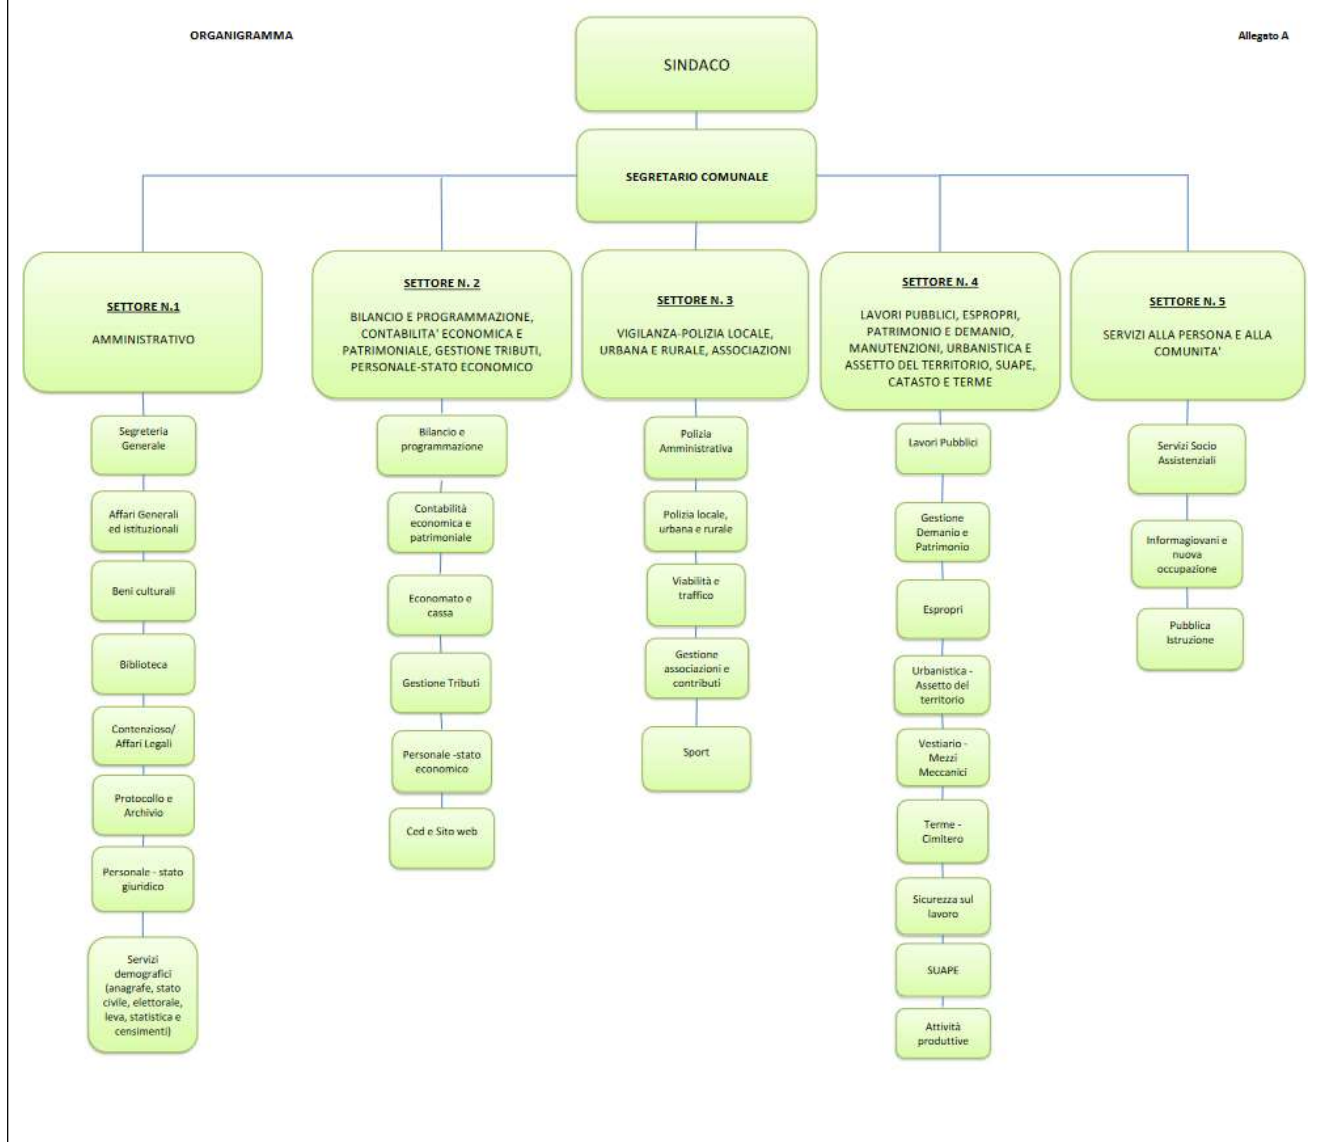 ORGANIGRAMMA
Allegato A
SINDACO
SEGRETARIO COMUNALE
SETTORE N.1
AMMINISTRATIVO
Segreteria
Generale
Affari Generali
ed istituzionali
Beni culturali
Biblioteca
Contenzioso/
Affari Legali
Protocollo e
Archivio
Personale - stato
giuridico
Servizi
demografici
(anagrafe, stato
civile, elettorale,
leva, statistica e
censimenti)
SETTORE N. 2
BILANCIO E PROGRAMMAZIONE,
CONTABILITA' ECONOMICA E
PATRIMONIALE, GESTIONE TRIBUTI,
PERSONALE-STATO ECONOMICO
Bilancio e
programmazione
Contabilità
economica e
patrimoniale
Economato e
cassa
Gestione Tributi
Personale -stato
economico
Ced e Sito web
SETTORE N. 3
VIGILANZA-POLIZIA LOCALE,
URBANA E RURALE, ASSOCIAZIONI
Polizia
Amministrativa
Polizia locale,
urbana e rurale
Viabilità e
traffico
Gestione
associazioni e
contributi
Sport
SETTORE N. 4
LAVORI PUBBLICI, ESPROPRI,
PATRIMONIO E DEMANIO,
MANUTENZIONI, URBANISTICA E
ASSETTO DEL TERRITORIO, SUAPE,
CATASTO E TERME
Lavori Pubblici
Gestione
Demanio e
Patrimonio
Espropri
Urbanistica -
Assetto del
territorio
Vestiario -
Mezzi
Meccanici
Terme -
Cimitero
Sicurezza sul
lavoro
SUAPE
Attività
produttive
SETTORE N. 5
SERVIZI ALLA PERSONA E ALLA
COMUNITA'
Servizi Socio
Assistenziali
Informagiovani e
nuova
occupazione
Pubblica
Istruzione